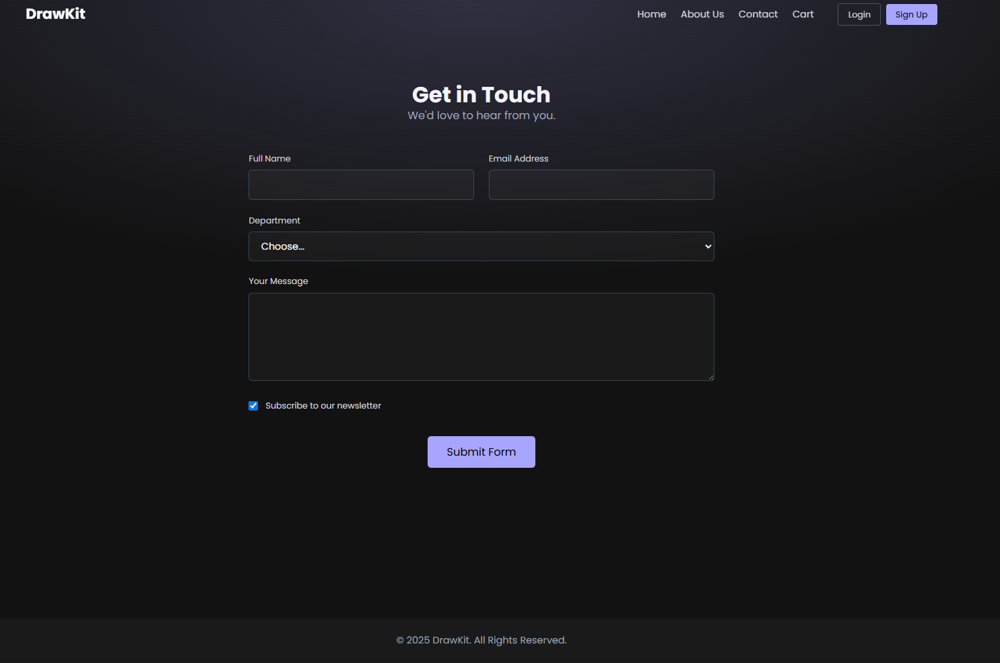 DrawKit
Home About Us Contact Cart Login Sign Up
Get in Touch
We'd love to hear from you.
Full Name Email Address
Department
Choose...
Your Message
Subscribe to our newsletter
Submit Form
© 2025 DrawKit. All Rights Reserved.